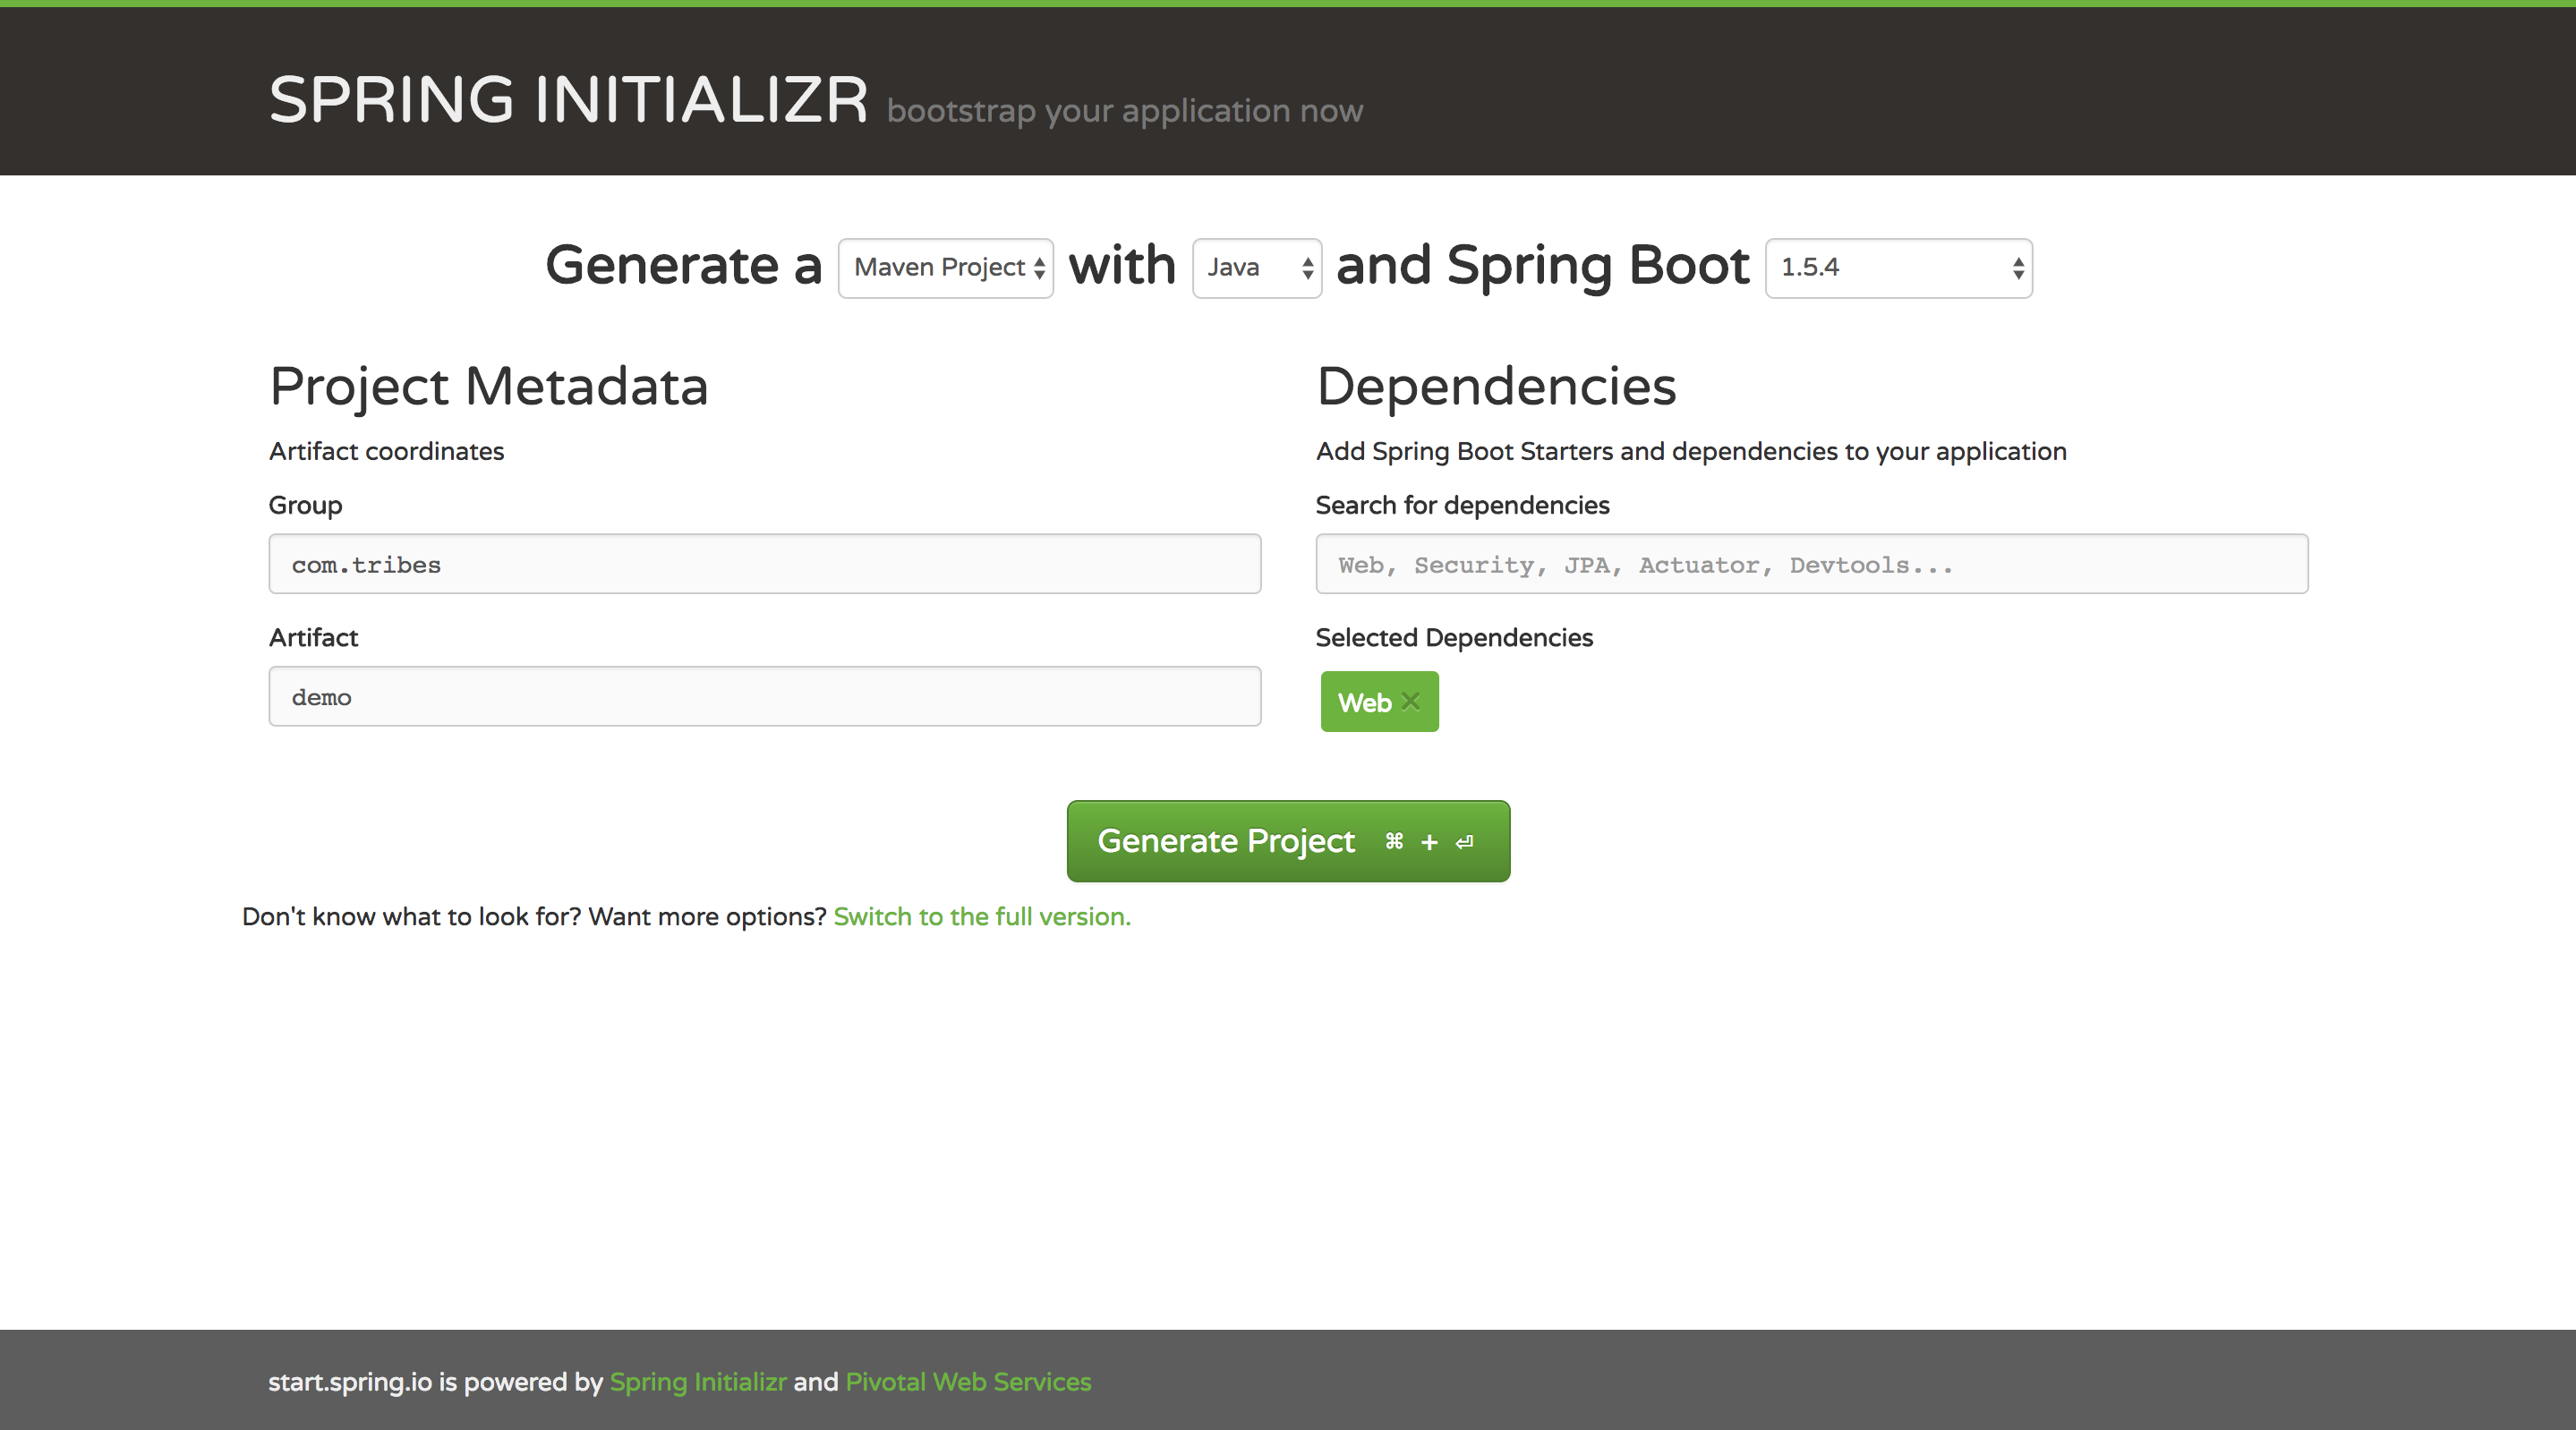 SPRING INITIALIZR bootstrap your application now
Generate a Maven Project with Java and Spring Boot 1.5.4
Project Metadata
Artifact coordinates
Group
com.tribes
Artifact
demo
Dependencies
Add Spring Boot Starters and dependencies to your application
Search for dependencies
Web, Security, JPA, Actuator, Devtools...
Selected Dependencies
Web ×
Generate Project ⌘ + ⏎
Don't know what to look for? Want more options? Switch to the full version.
start.spring.io is powered by Spring Initializr and Pivotal Web Services